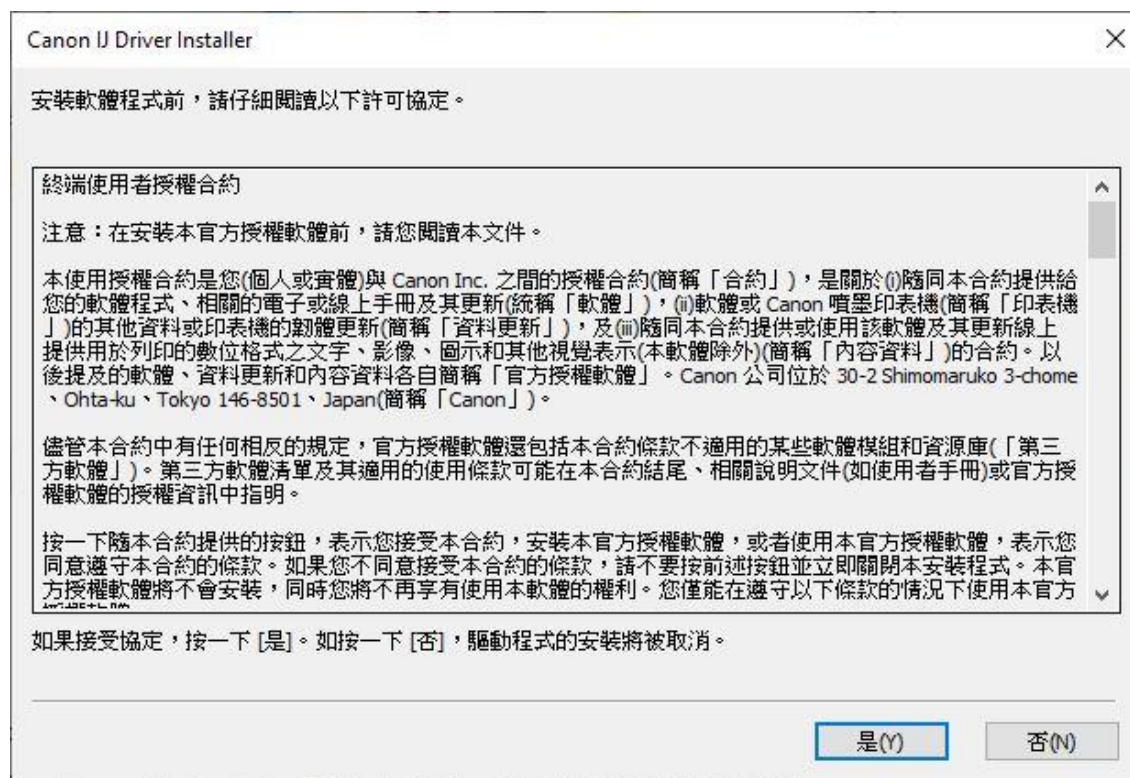 Canon IJ Driver Installer
安裝軟體程式前，請仔細閱讀以下許可協定。
終端使用者授權合約
注意：在安裝本官方授權軟體前，請您閱讀本文件。
本使用授權合約是您(個人或實體)與 Canon Inc. 之間的授權合約(簡稱「合約」)，是關於(i)隨同本合約提供給
您的軟體程式、相關的電子或線上手冊及其更新(統稱「軟體」)，(ii)軟體或 Canon 噴墨印表機(簡稱「印表機
」)的其他資料或印表機的韌體更新(簡稱「資料更新」)，及(iii)隨同本合約提供或使用該軟體及其更新線上
提供用於列印的數位格式之文字、影像、圖示和其他視覺表示(本軟體除外)(簡稱「內容資料」)的合約。以
後提及的軟體、資料更新和內容資料各自簡稱「官方授權軟體」。Canon 公司位於 30-2 Shimomaruko 3-chome
、Ohta-ku、Tokyo 146-8501、Japan(簡稱「Canon」)。
儘管本合約中有任何相反的規定，官方授權軟體還包括本合約條款不適用的某些軟體模組和資源庫(「第三
方軟體」)。第三方軟體清單及其適用的使用條款可能在本合約結尾、相關說明文件(如使用者手冊)或官方授
權軟體的授權資訊中指明。
按一下隨本合約提供的按鈕，表示您接受本合約，安裝本官方授權軟體，或者使用本官方授權軟體，表示您
同意遵守本合約的條款。如果您不同意接受本合約的條款，請不要按前述按鈕並立即關閉本安裝程式。本官
方授權軟體將不會安裝，同時您將不再享有使用本軟體的權利。您僅能在遵守以下條款的情況下使用本官方
如果接受協定，按一下 [是]。如按一下 [否]，驅動程式的安裝將被取消。
是(Y)
否(N)